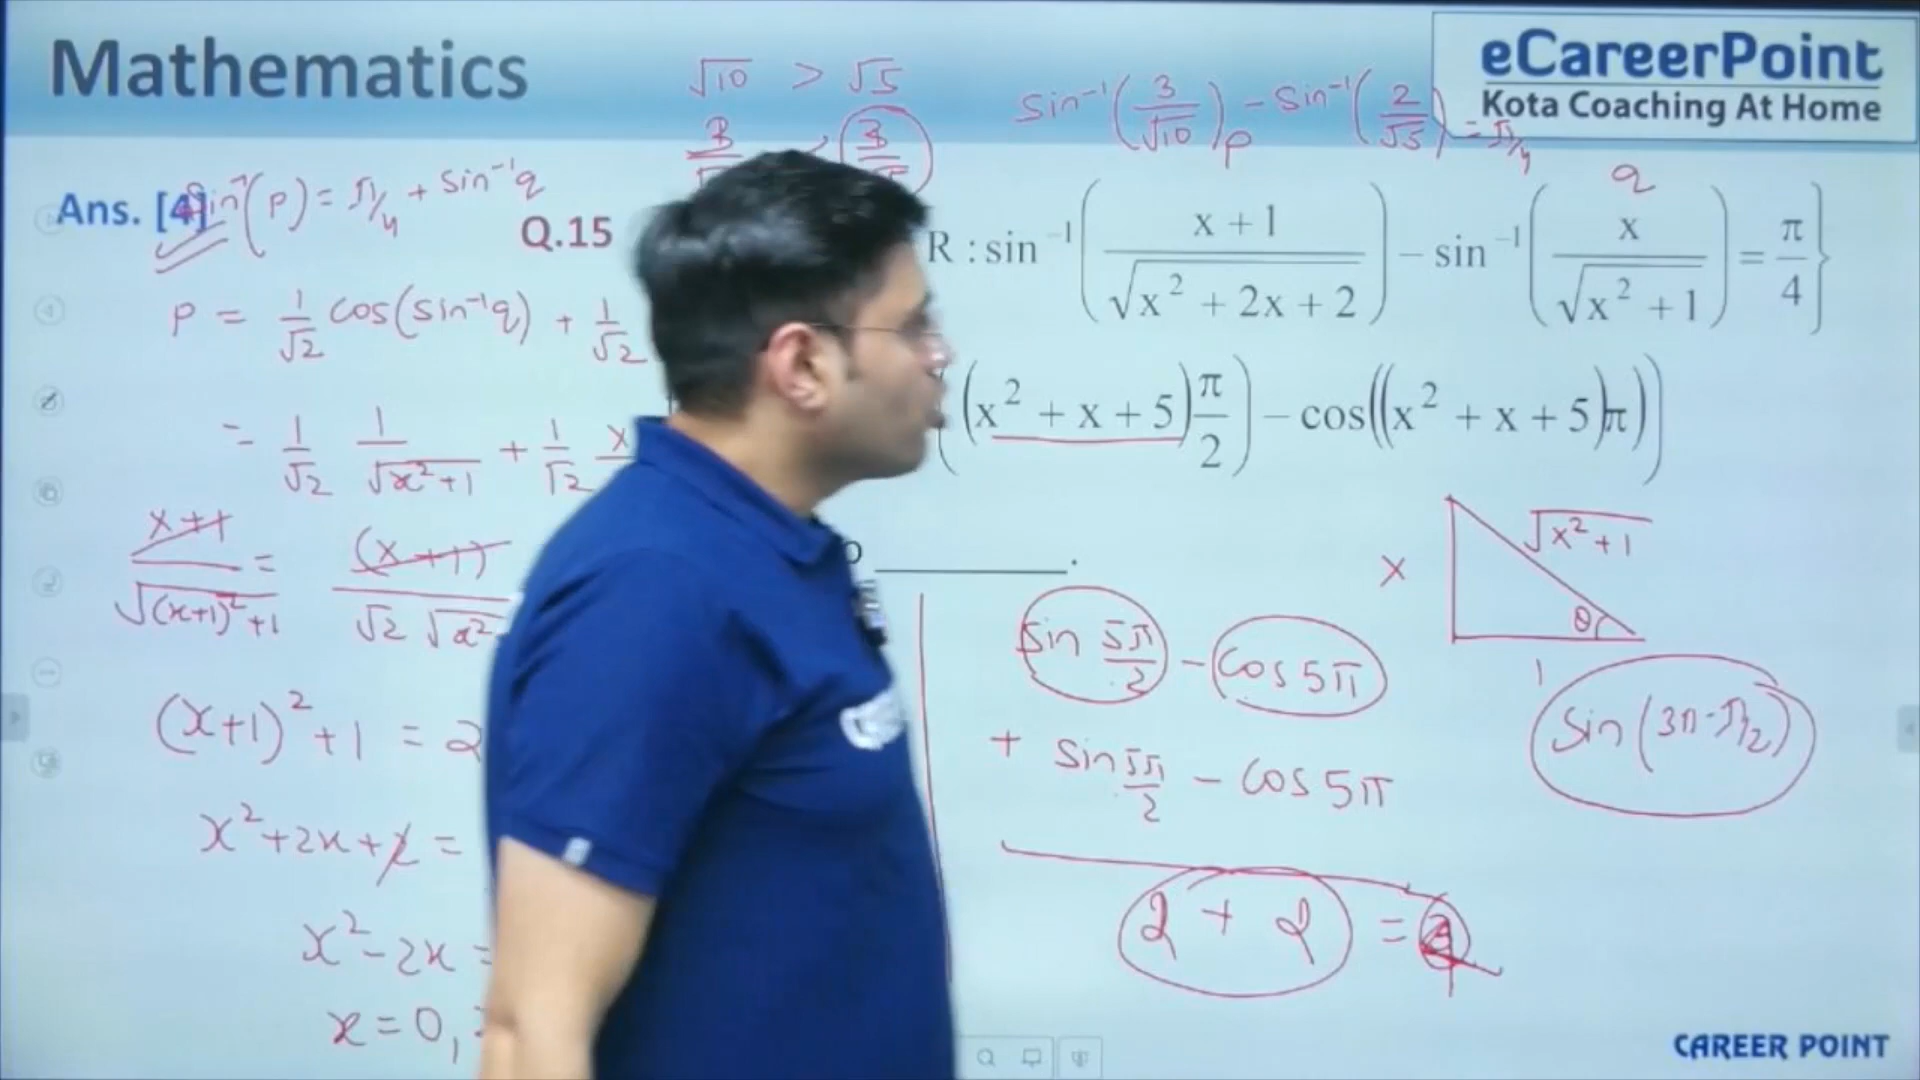 Mathematics
eCareerPoint
Kota Coaching At Home
√10 > √5
sin⁻¹(3/√10) - sin⁻¹(2/√5) = π/4
p
q
Ans. [4]
sin⁻¹(p) = π/4 + sin⁻¹q
Q.15
R : sin⁻¹((x + 1)/√(x² + 2x + 2)) − sin⁻¹(x/√(x² + 1)) = π/4}
p = 1/√2 cos(sin⁻¹q) + 1/√2
(x² + x + 5)π/2) − cos((x² + x + 5)π))
= 1/√2 1/√(x²+1) + 1/√2 x
(x+1)/√((x+1)²+1) = (x+1)/√2 √x²
x
√(x²+1)
θ
1
sin 5π/2 - cos 5π
sin(3π-π/2)
(x+1)²+1 = 2
+ sin 5π/2 - cos 5π
x²+2x+2 =
2 + 2 = 4
x²-2x =
x = 0,
CAREER POINT